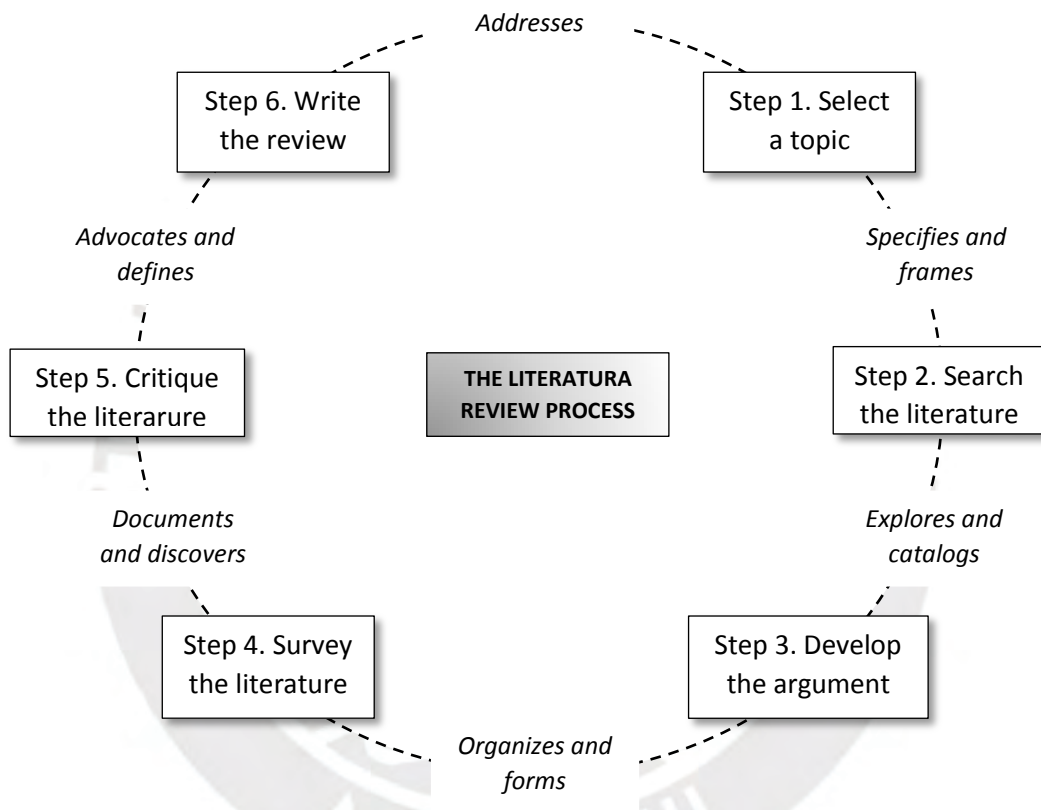 Addresses
Step 6. Write
the review
Step 1. Select
a topic
Advocates and
defines
Specifies and
frames
Step 5. Critique
the literarure
THE LITERATURA
REVIEW PROCESS
Step 2. Search
the literature
Documents
and discovers
Explores and
catalogs
Step 4. Survey
the literature
Step 3. Develop
the argument
Organizes and
forms